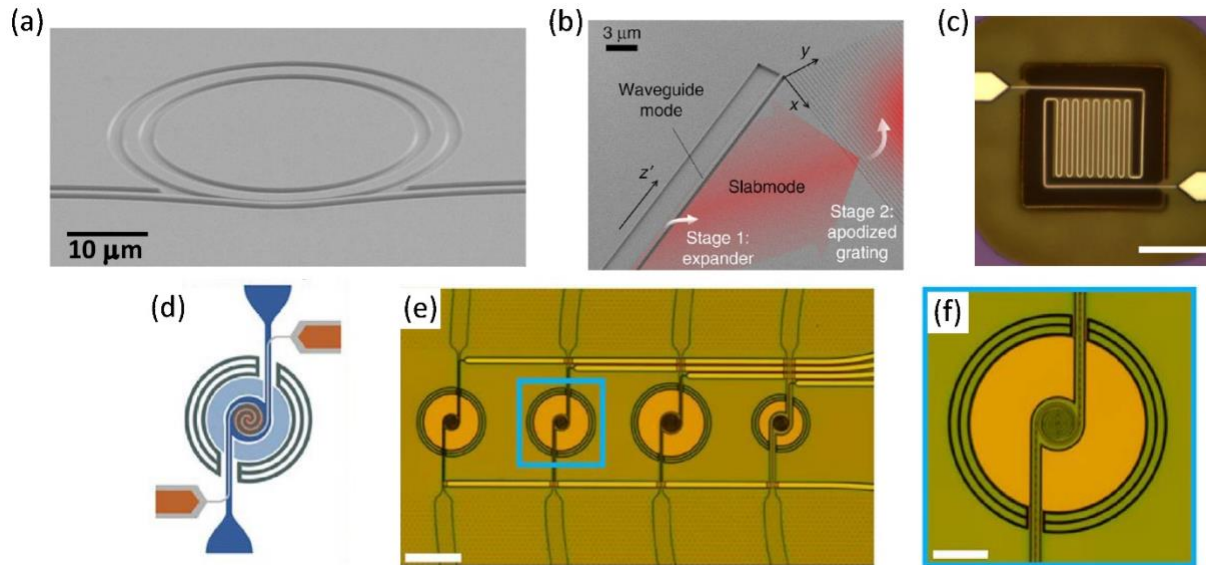 (a)
10 µm
(b)
3 µm
Waveguide
mode
y
x
z′
Slabmode
Stage 1:
expander
Stage 2:
apodized
grating
(c)
(d)
(e)
(f)